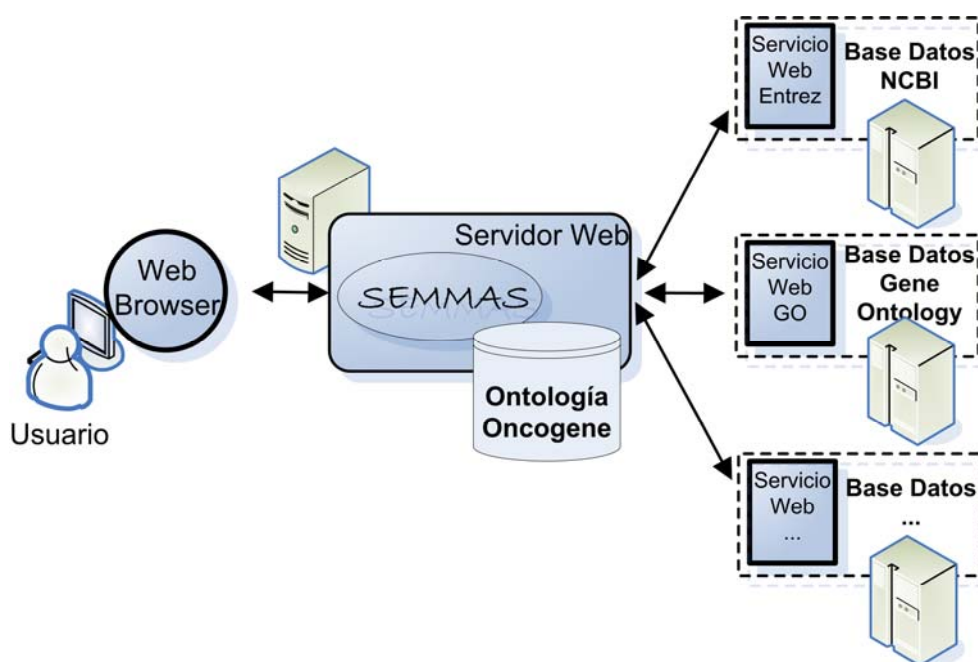 Servicio
Web
Entrez
Base Datos
NCBI
Servidor Web
SEMMAS
Ontología
Oncogene
Web
Browser
Usuario
Servicio
Web
GO
Base Datos
Gene
Ontology
Servicio
Web
...
Base Datos
...